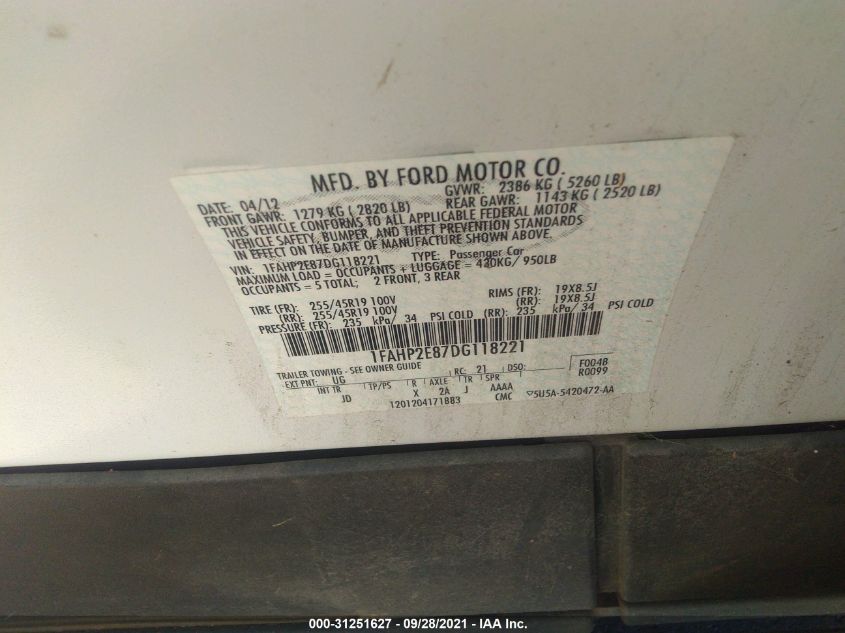 MFD. BY FORD MOTOR CO.
DATE: 04/12 GVWR: 2386 KG ( 5260 LB)
FRONT GAWR: 1279 KG ( 2820 LB) REAR GAWR: 1143 KG ( 2520 LB)
THIS VEHICLE CONFORMS TO ALL APPLICABLE FEDERAL MOTOR
VEHICLE SAFETY, BUMPER, AND THEFT PREVENTION STANDARDS
IN EFFECT ON THE DATE OF MANUFACTURE SHOWN ABOVE
VIN: 1FAHP2E87DG118221 TYPE: Passenger Car
MAXIMUM LOAD = OCCUPANTS + LUGGAGE = 430KG/ 950LB
OCCUPANTS = 5 TOTAL; 2 FRONT, 3 REAR
TIRE (FR): 255/45R19 100V RIMS (FR): 19X8.5J
(RR): 255/45R19 100V (RR): 19X8.5J
PRESSURE (FR): 235 kPa/ 34 PSI COLD (RR): 235 kPa/ 34 PSI COLD
1FAHP2E87DG118221
TRAILER TOWING - SEE OWNER GUIDE F004B
EXT PNT: UG RC: 21 DSO: R0099
INT TR TP/PS R AXLE TR SPR
JD X 2A J AAAA
1201204171883 CMC ▽5U5A-5420472-AA
000-31251627 - 09/28/2021 - IAA Inc.